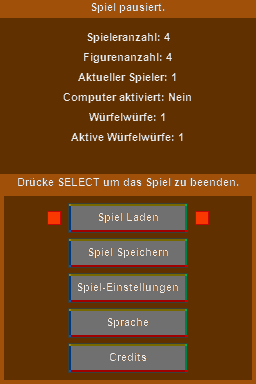 Spiel pausiert.
Spieleranzahl: 4
Figurenanzahl: 4
Aktueller Spieler: 1
Computer aktiviert: Nein
Würfelwürfe: 1
Aktive Würfelwürfe: 1
Drücke SELECT um das Spiel zu beenden.
Spiel Laden
Spiel Speichern
Spiel-Einstellungen
Sprache
Credits